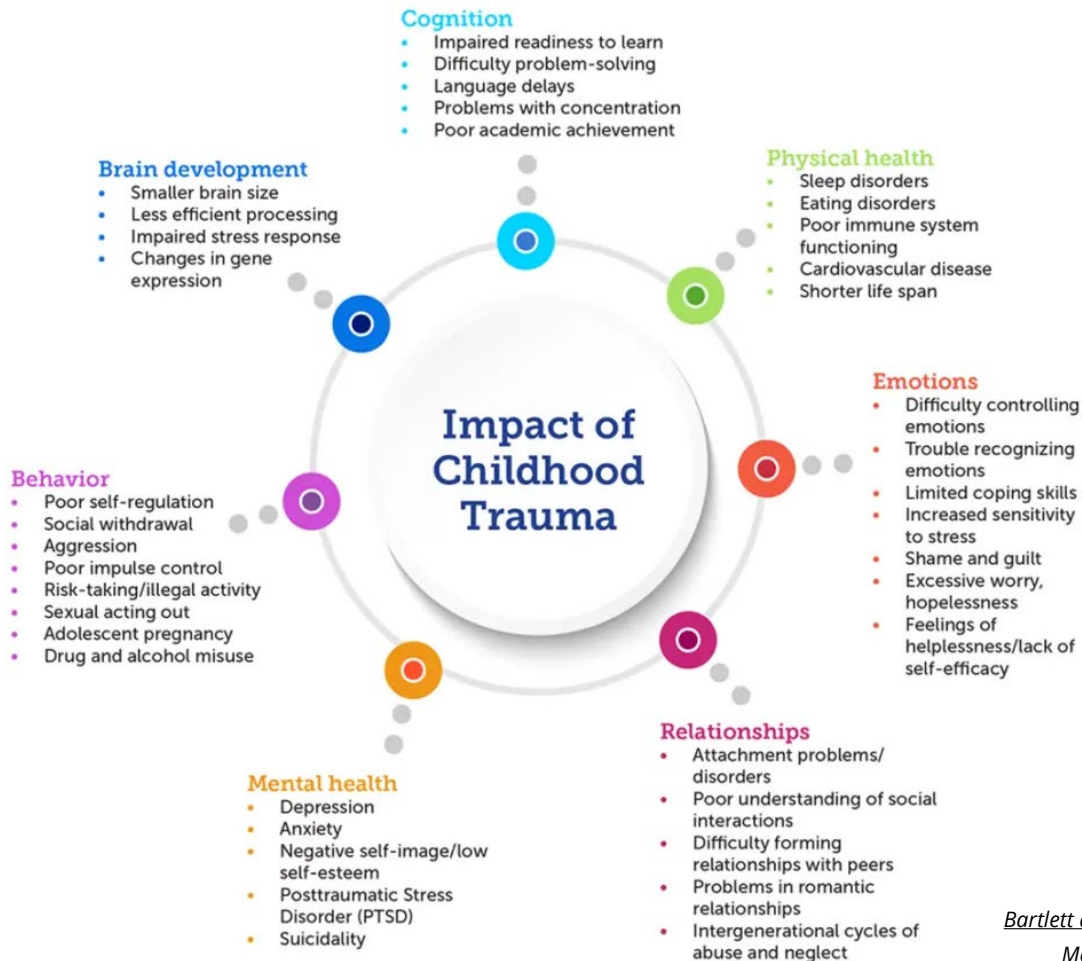 Cognition
• Impaired readiness to learn
• Difficulty problem-solving
• Language delays
• Problems with concentration
• Poor academic achievement
Physical health
• Sleep disorders
• Eating disorders
• Poor immune system
functioning
• Cardiovascular disease
• Shorter life span
Emotions
• Difficulty controlling
emotions
• Trouble recognizing
emotions
• Limited coping skills
• Increased sensitivity
to stress
• Shame and guilt
• Excessive worry,
hopelessness
• Feelings of
helplessness/lack of
self-efficacy
Relationships
• Attachment problems/
disorders
• Poor understanding of social
interactions
• Difficulty forming
relationships with peers
• Problems in romantic
relationships
• Intergenerational cycles of
abuse and neglect
Mental health
• Depression
• Anxiety
• Negative self-image/low
self-esteem
• Posttraumatic Stress
Disorder (PTSD)
• Suicidality
Behavior
• Poor self-regulation
• Social withdrawal
• Aggression
• Poor impulse control
• Risk-taking/illegal activity
• Sexual acting out
• Adolescent pregnancy
• Drug and alcohol misuse
Brain development
• Smaller brain size
• Less efficient processing
• Impaired stress response
• Changes in gene
expression
Impact of
Childhood
Trauma
Bartlett